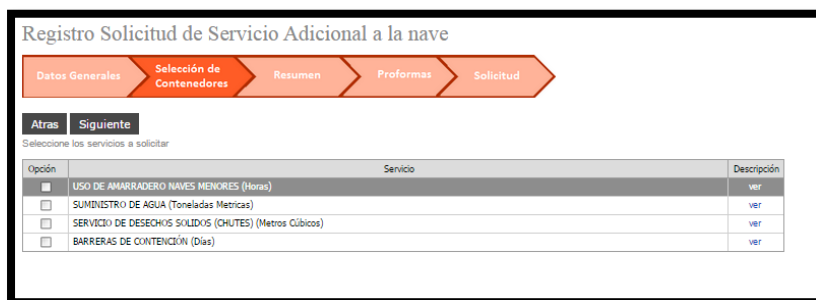 Registro Solicitud de Servicio Adicional a la nave
Datos Generales
Selección de
Contenedores
Resumen
Proformas
Solicitud
Atras Siguiente
Seleccione los servicios a solicitar
Opción Servicio Descripción
USO DE AMARRADERO NAVES MENORES (Horas) ver
SUMINISTRO DE AGUA (Toneladas Metricas) ver
SERVICIO DE DESECHOS SOLIDOS (CHUTES) (Metros Cúbicos) ver
BARRERAS DE CONTENCIÓN (Días) ver